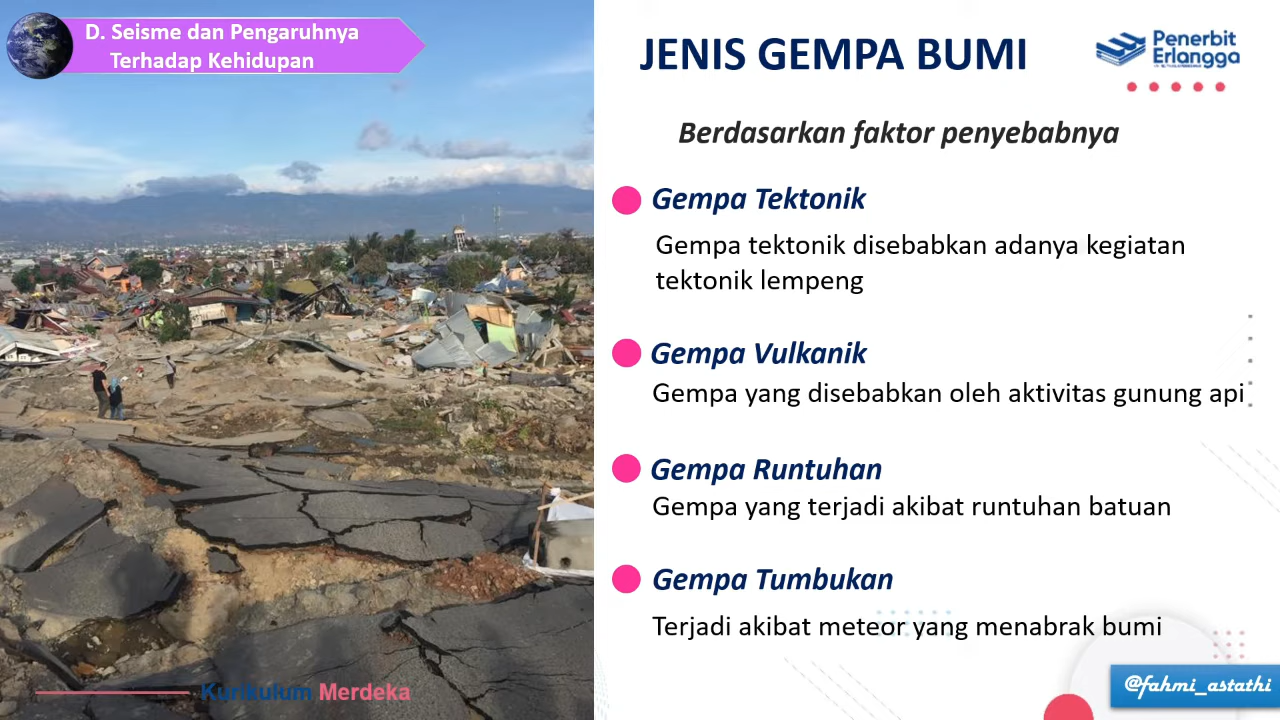 D. Seisme dan Pengaruhnya
Terhadap Kehidupan
JENIS GEMPA BUMI
Penerbit
Erlangga
Berdasarkan faktor penyebabnya
Gempa Tektonik
Gempa tektonik disebabkan adanya kegiatan
tektonik lempeng
Gempa Vulkanik
Gempa yang disebabkan oleh aktivitas gunung api
Gempa Runtuhan
Gempa yang terjadi akibat runtuhan batuan
Gempa Tumbukan
Terjadi akibat meteor yang menabrak bumi
Kurikulum Merdeka
@fahmi_astathi